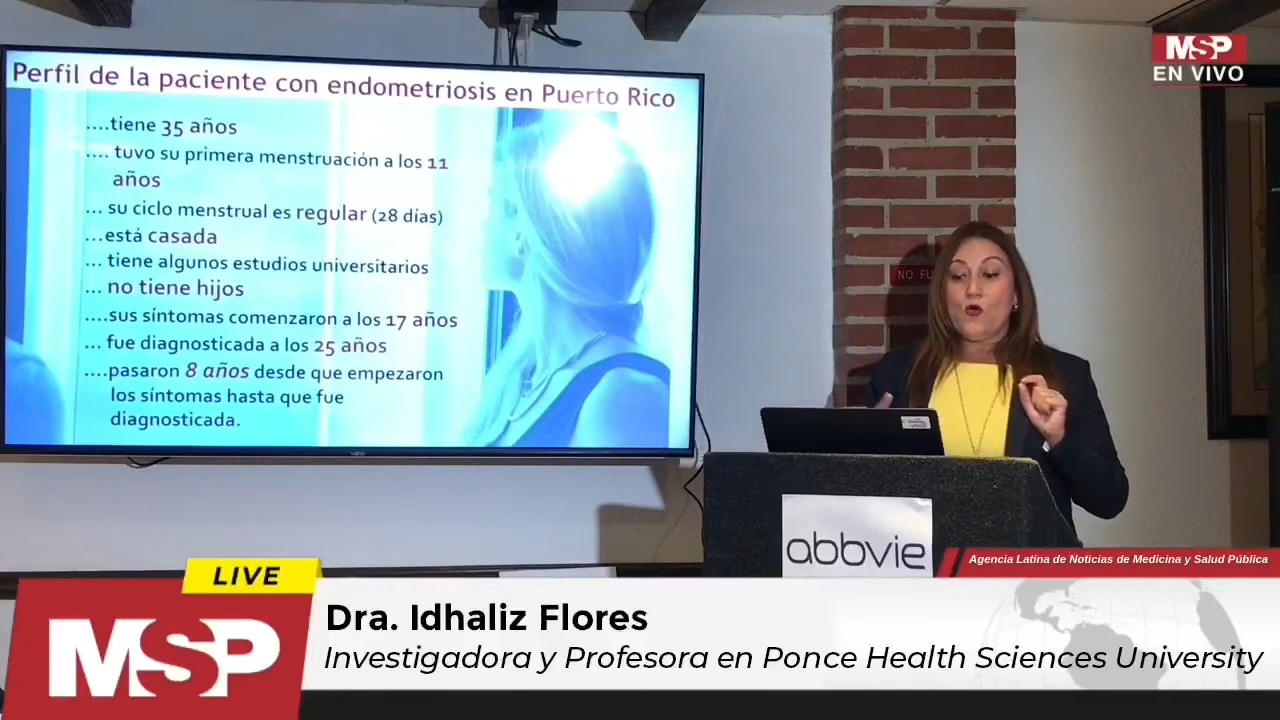 Perfil de la paciente con endometriosis en Puerto Rico
....tiene 35 años
.... tuvo su primera menstruación a los 11
años
... su ciclo menstrual es regular (28 días)
...está casada
... tiene algunos estudios universitarios
... no tiene hijos
....sus síntomas comenzaron a los 17 años
... fue diagnosticada a los 25 años
....pasaron 8 años desde que empezaron
los síntomas hasta que fue
diagnosticada.
MSP
EN VIVO
NO FU
abbvie
Agencia Latina de Noticias de Medicina y Salud Pública
LIVE
MSP
Dra. Idhaliz Flores
Investigadora y Profesora en Ponce Health Sciences University